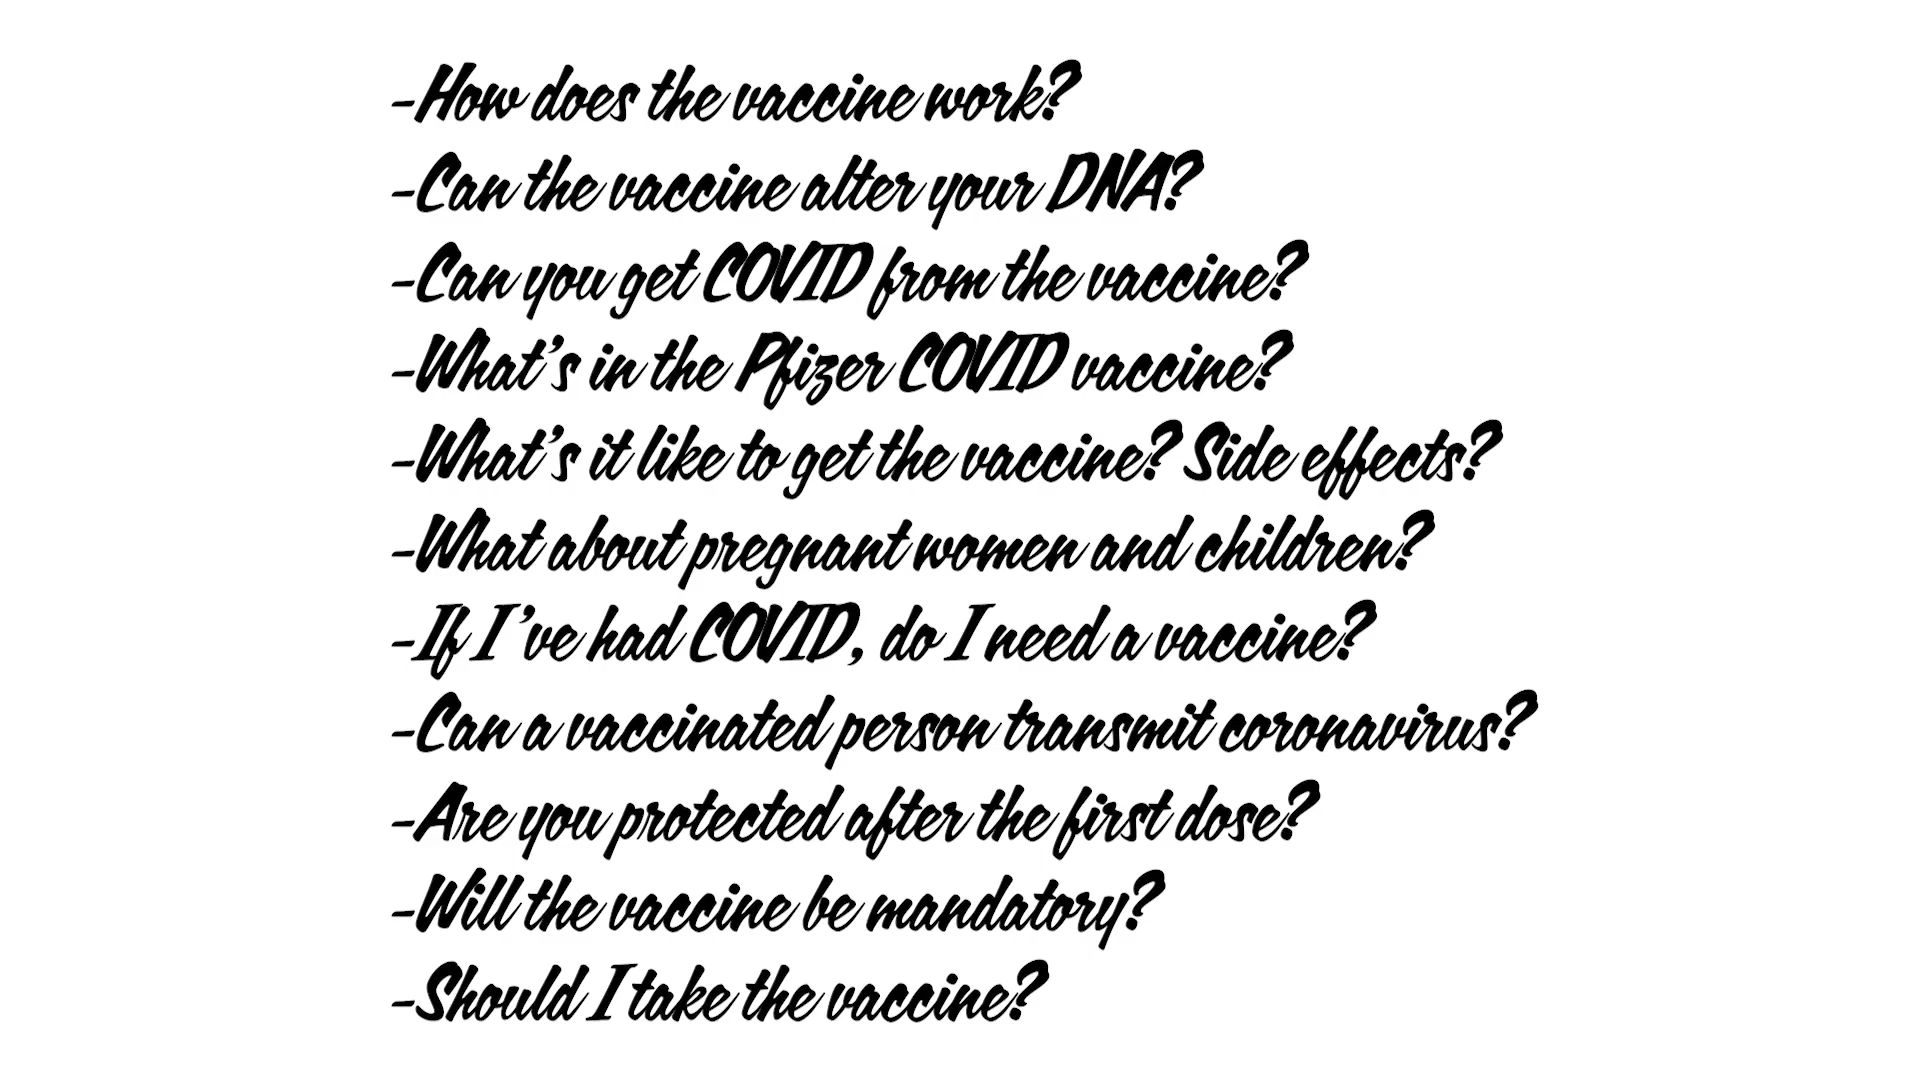 -How does the vaccine work?
-Can the vaccine alter your DNA?
-Can you get COVID from the vaccine?
-What's in the Pfizer COVID vaccine?
-What's it like to get the vaccine? Side effects?
-What about pregnant women and children?
-If I've had COVID, do I need a vaccine?
-Can a vaccinated person transmit coronavirus?
-Are you protected after the first dose?
-Will the vaccine be mandatory?
-Should I take the vaccine?